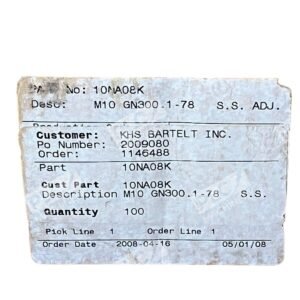 No: 10NA08K
Desc: M10 GN300.1-78 S.S. ADJ.
Customer: KHS BARTELT INC.
Po Number: 2009080
Order: 1146488
Part 10NA08K
Cust Part 10NA08K
Description M10 GN300.1-78 S.S.
Quantity 100
Pick Line 1 Order Line 1
Order Date 2008-04-16 05/01/08